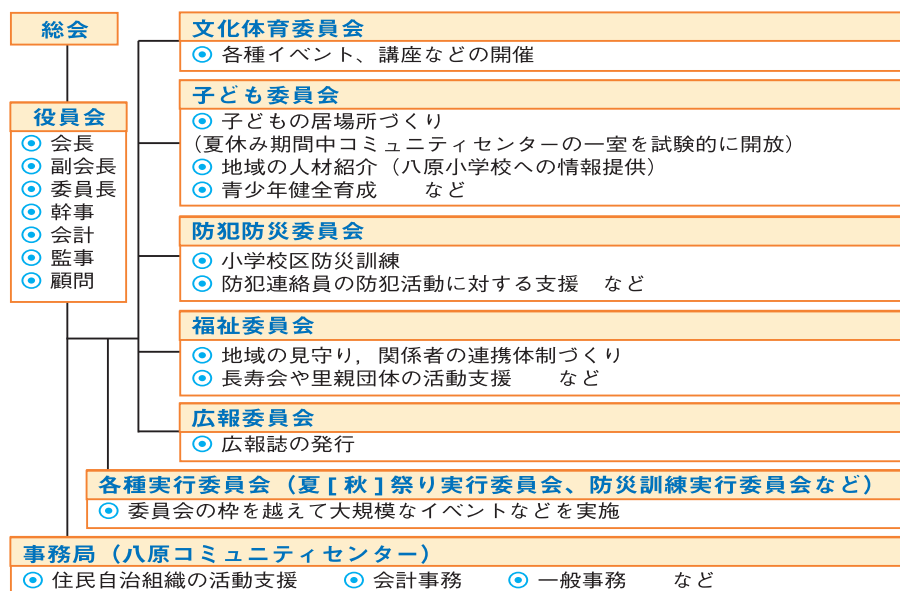 総会
役員会
◉ 会長
◉ 副会長
◉ 委員長
◉ 幹事
◉ 会計
◉ 監事
◉ 顧問
文化体育委員会
◉ 各種イベント、講座などの開催
子ども委員会
◉ 子どもの居場所づくり
（夏休み期間中コミュニティセンターの一室を試験的に開放）
◉ 地域の人材紹介（八原小学校への情報提供）
◉ 青少年健全育成　　など
防犯防災委員会
◉ 小学校区防災訓練
◉ 防犯連絡員の防犯活動に対する支援　など
福祉委員会
◉ 地域の見守り，関係者の連携体制づくり
◉ 長寿会や里親団体の活動支援　　など
広報委員会
◉ 広報誌の発行
各種実行委員会（夏［秋］祭り実行委員会、防災訓練実行委員会など）
◉ 委員会の枠を越えて大規模なイベントなどを実施
事務局（八原コミュニティセンター）
◉ 住民自治組織の活動支援　　◉ 会計事務　　◉ 一般事務　　など